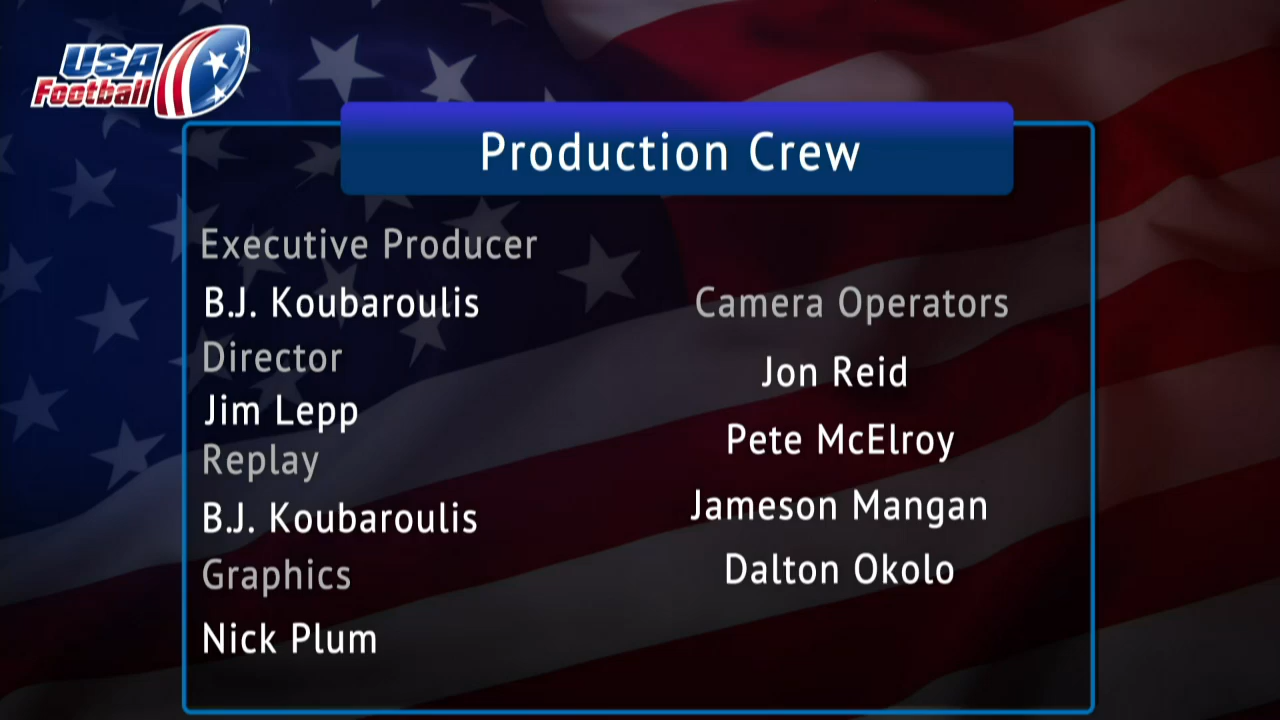 USA
Football
Production Crew
Executive Producer
B.J. Koubaroulis
Director
Jim Lepp
Replay
B.J. Koubaroulis
Graphics
Nick Plum
Camera Operators
Jon Reid
Pete McElroy
Jameson Mangan
Dalton Okolo